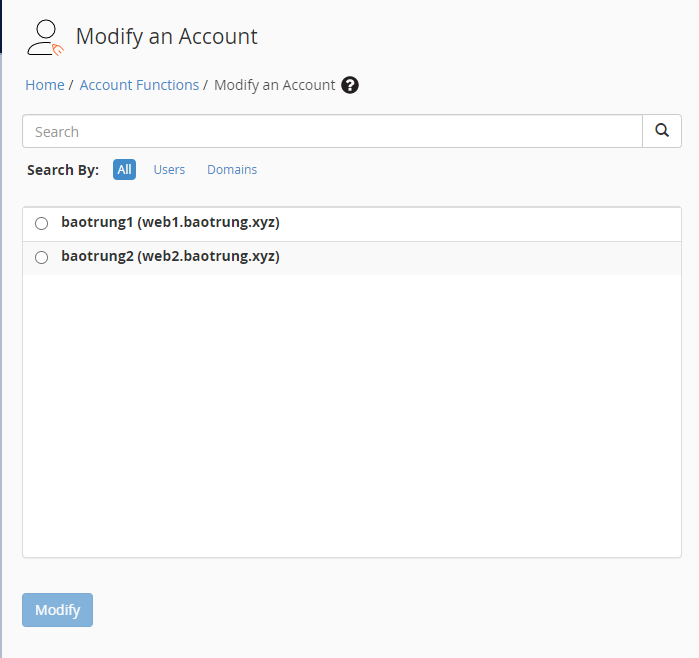 Modify an Account
Home / Account Functions / Modify an Account ?
Search
Search By: All Users Domains
baotrung1 (web1.baotrung.xyz)
baotrung2 (web2.baotrung.xyz)
Modify